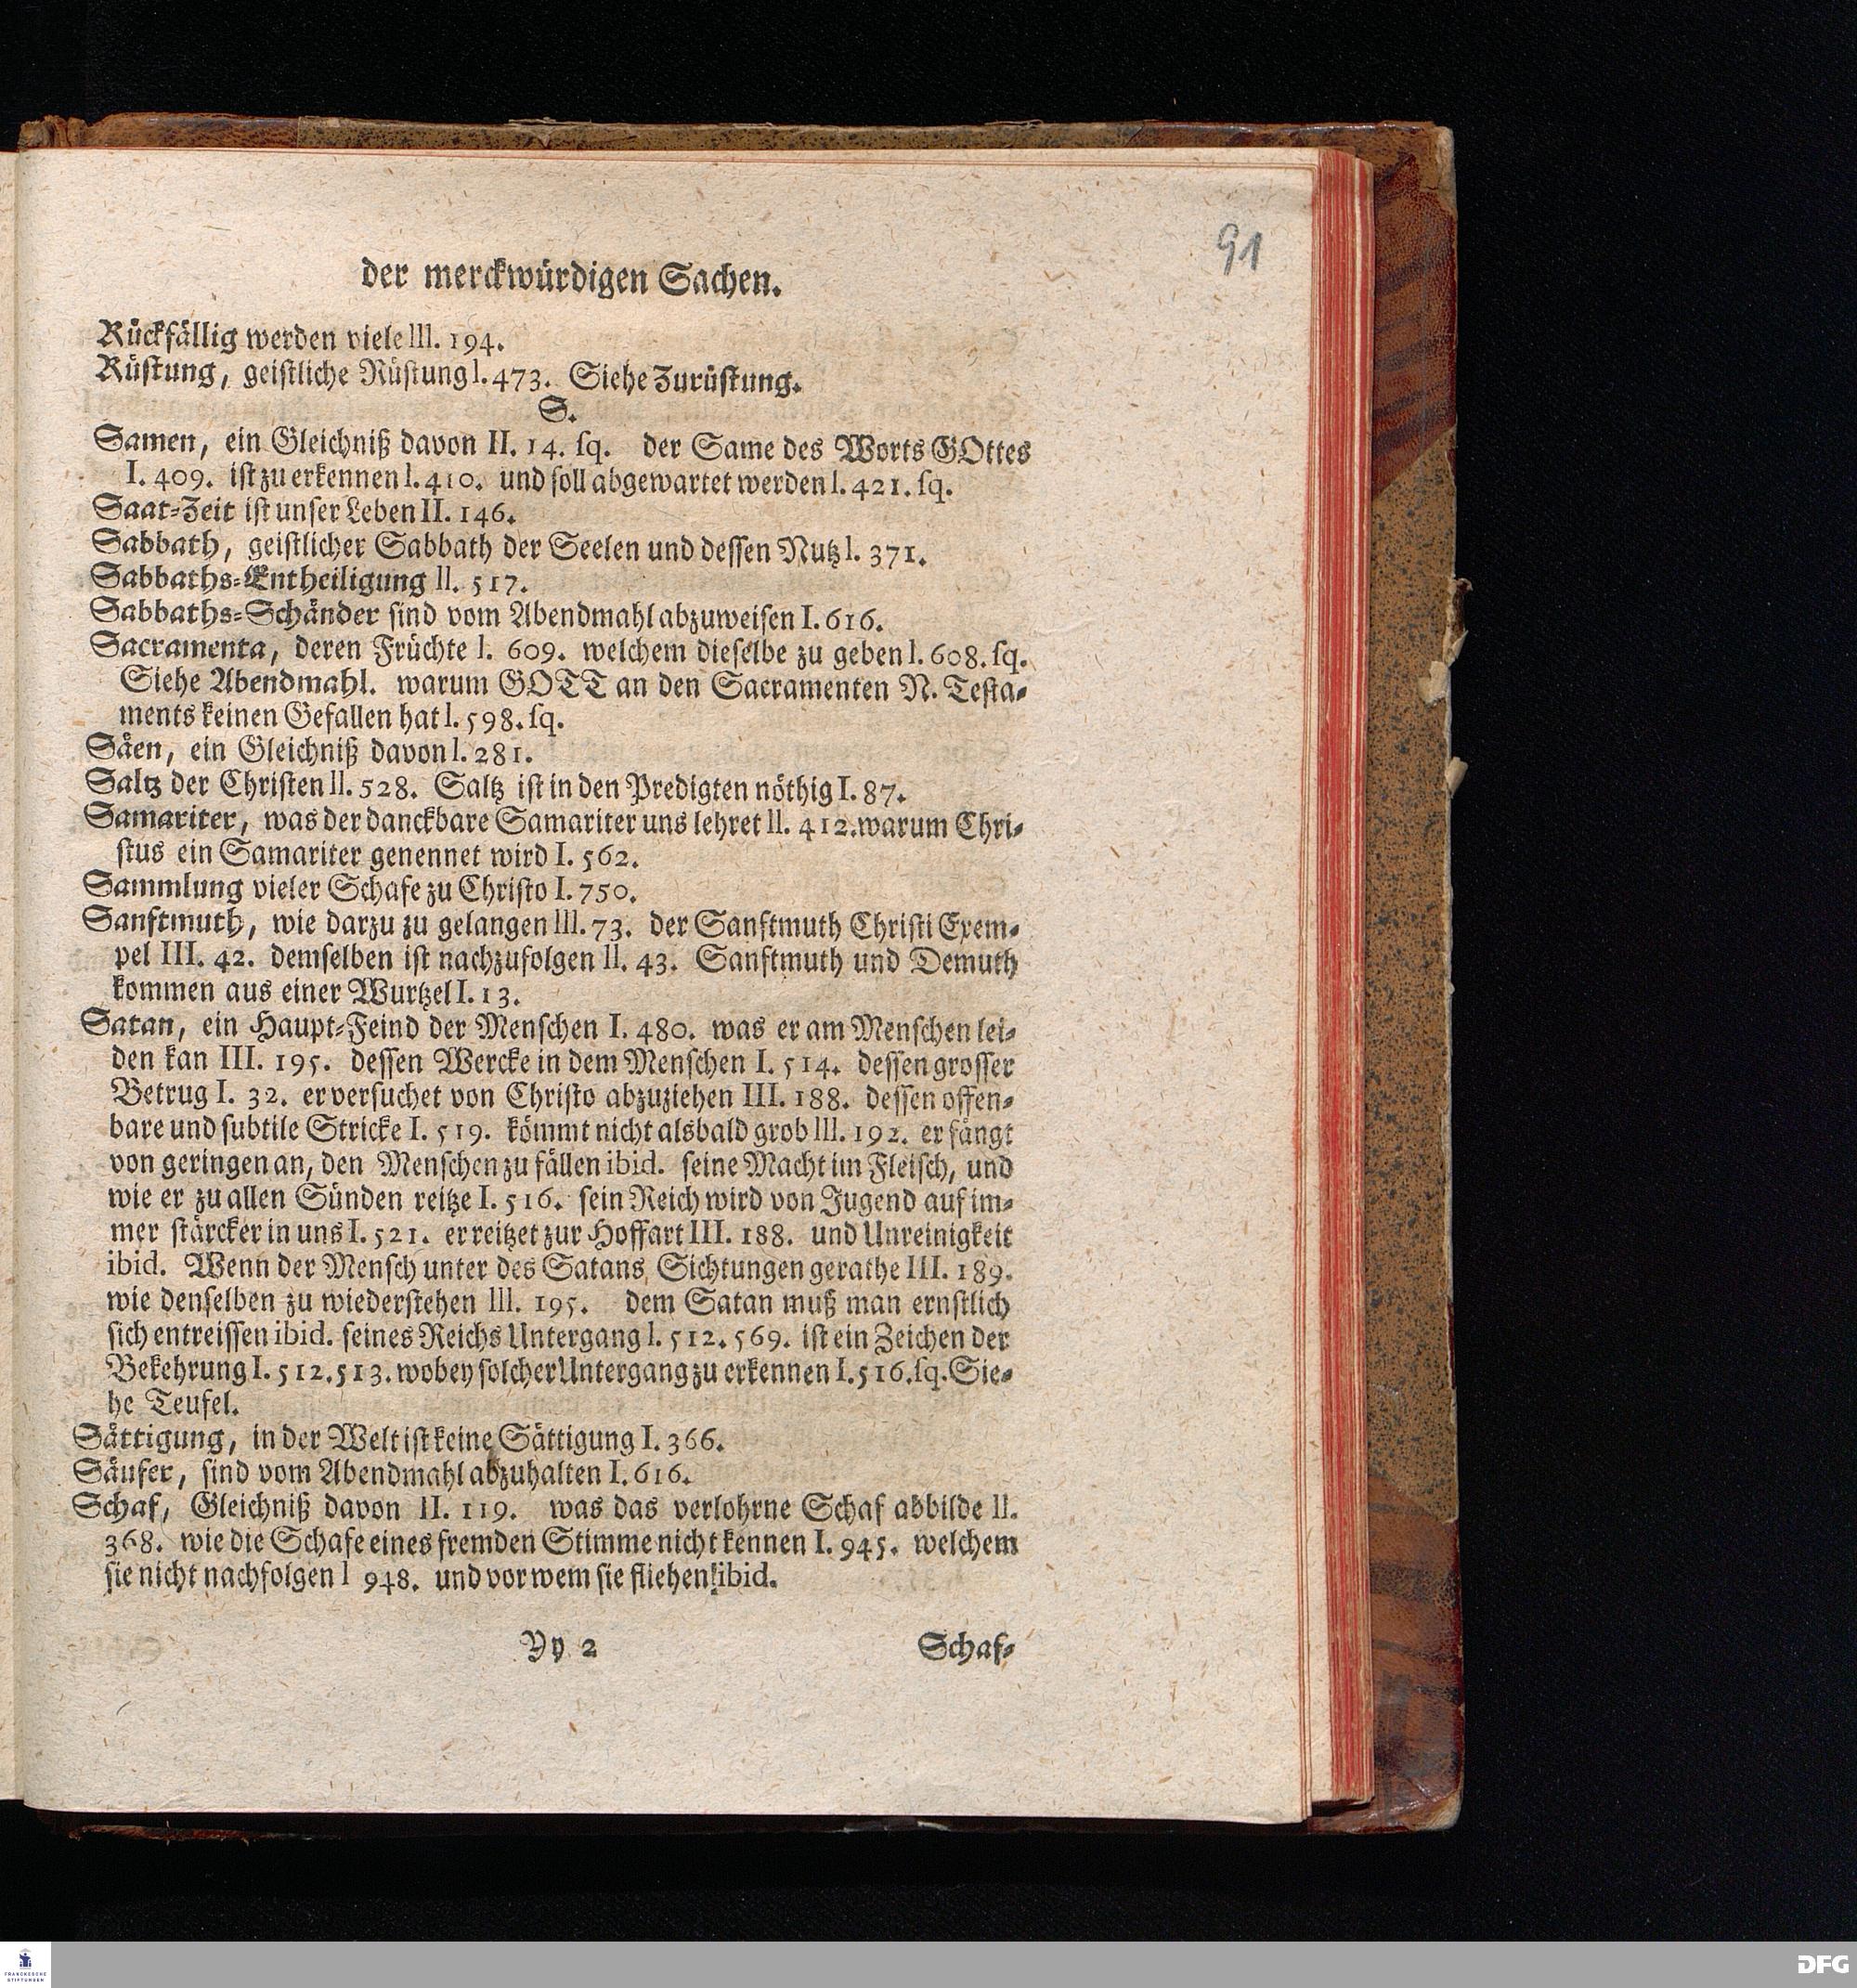 91
der merckwürdigen Sachen.
Rückfällig werden viele lll. 194.
Rüstung, geistliche Rüstung l. 473. Siehe Zurüstung.
S.
Samen, ein Gleichniß davon II. 14. sq. der Same des Worts GOttes
I. 409. ist zu erkennen l. 410. und soll abgewartet werden l. 421. sq.
Saat-Zeit ist unser Leben II. 146.
Sabbath, geistlicher Sabbath der Seelen und dessen Nutz l. 371.
Sabbaths-Entheiligung ll. 517.
Sabbaths-Schänder sind vom Abendmahl abzuweisen I. 616.
Sacramenta, deren Früchte l. 609. welchem dieselbe zu geben l. 608. sq.
Siehe Abendmahl. warum GOTT an den Sacramenten N. Testa-
ments keinen Gefallen hat l. 598. sq.
Säen, ein Gleichniß davon l. 281.
Saltz der Christen ll. 528. Saltz ist in den Predigten nöthig I. 87.
Samariter, was der danckbare Samariter uns lehret ll. 412. warum Chri-
stus ein Samariter genennet wird I. 562.
Sammlung vieler Schafe zu Christo I. 750.
Sanftmuth, wie darzu zu gelangen lll. 73. der Sanftmuth Christi Exem-
pel III. 42. demselben ist nachzufolgen ll. 43. Sanftmuth und Demuth
kommen aus einer Wurtzel I. 13.
Satan, ein Haupt-Feind der Menschen I. 480. was er am Menschen lei-
den kan III. 195. dessen Wercke in dem Menschen I. 514. dessen grosser
Betrug I. 32. er versuchet von Christo abzuziehen III. 188. dessen offen-
bare und subtile Stricke I. 519. kömmt nicht alsbald grob lll. 192. er fängt
von geringen an, den Menschen zu fällen ibid. seine Macht im Fleisch, und
wie er zu allen Sünden reitze I. 516. sein Reich wird von Jugend auf im-
mer stärcker in uns I. 521. er reitzet zur Hoffart III. 188. und Unreinigkeit
ibid. Wenn der Mensch unter des Satans Sichtungen gerathe III. 189.
wie denselben zu wiederstehen lll. 195. dem Satan muß man ernstlich
sich entreissen ibid. seines Reichs Untergang l. 512. 569. ist ein Zeichen der
Bekehrung I. 512. 513. wobey solcher Untergang zu erkennen I. 516. sq. Sie-
he Teufel.
Sättigung, in der Welt ist keine Sättigung I. 366.
Säufer, sind vom Abendmahl abzuhalten I. 616.
Schaf, Gleichniß davon II. 119. was das verlohrne Schaf abbilde ll.
368. wie die Schafe eines fremden Stimme nicht kennen I. 945. welchem
sie nicht nachfolgen l 948. und vor wem sie fliehen ibid.
Yy 2
Schaf-
FRANCKESCHE
STIFTUNGEN
DFG